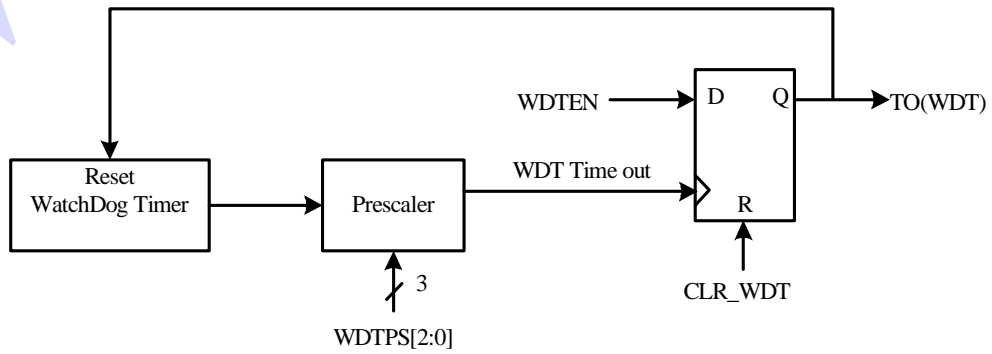 WDTEN
D
Q
TO(WDT)
Reset
WatchDog Timer
Prescaler
WDT Time out
R
3
CLR_WDT
WDTPS[2:0]